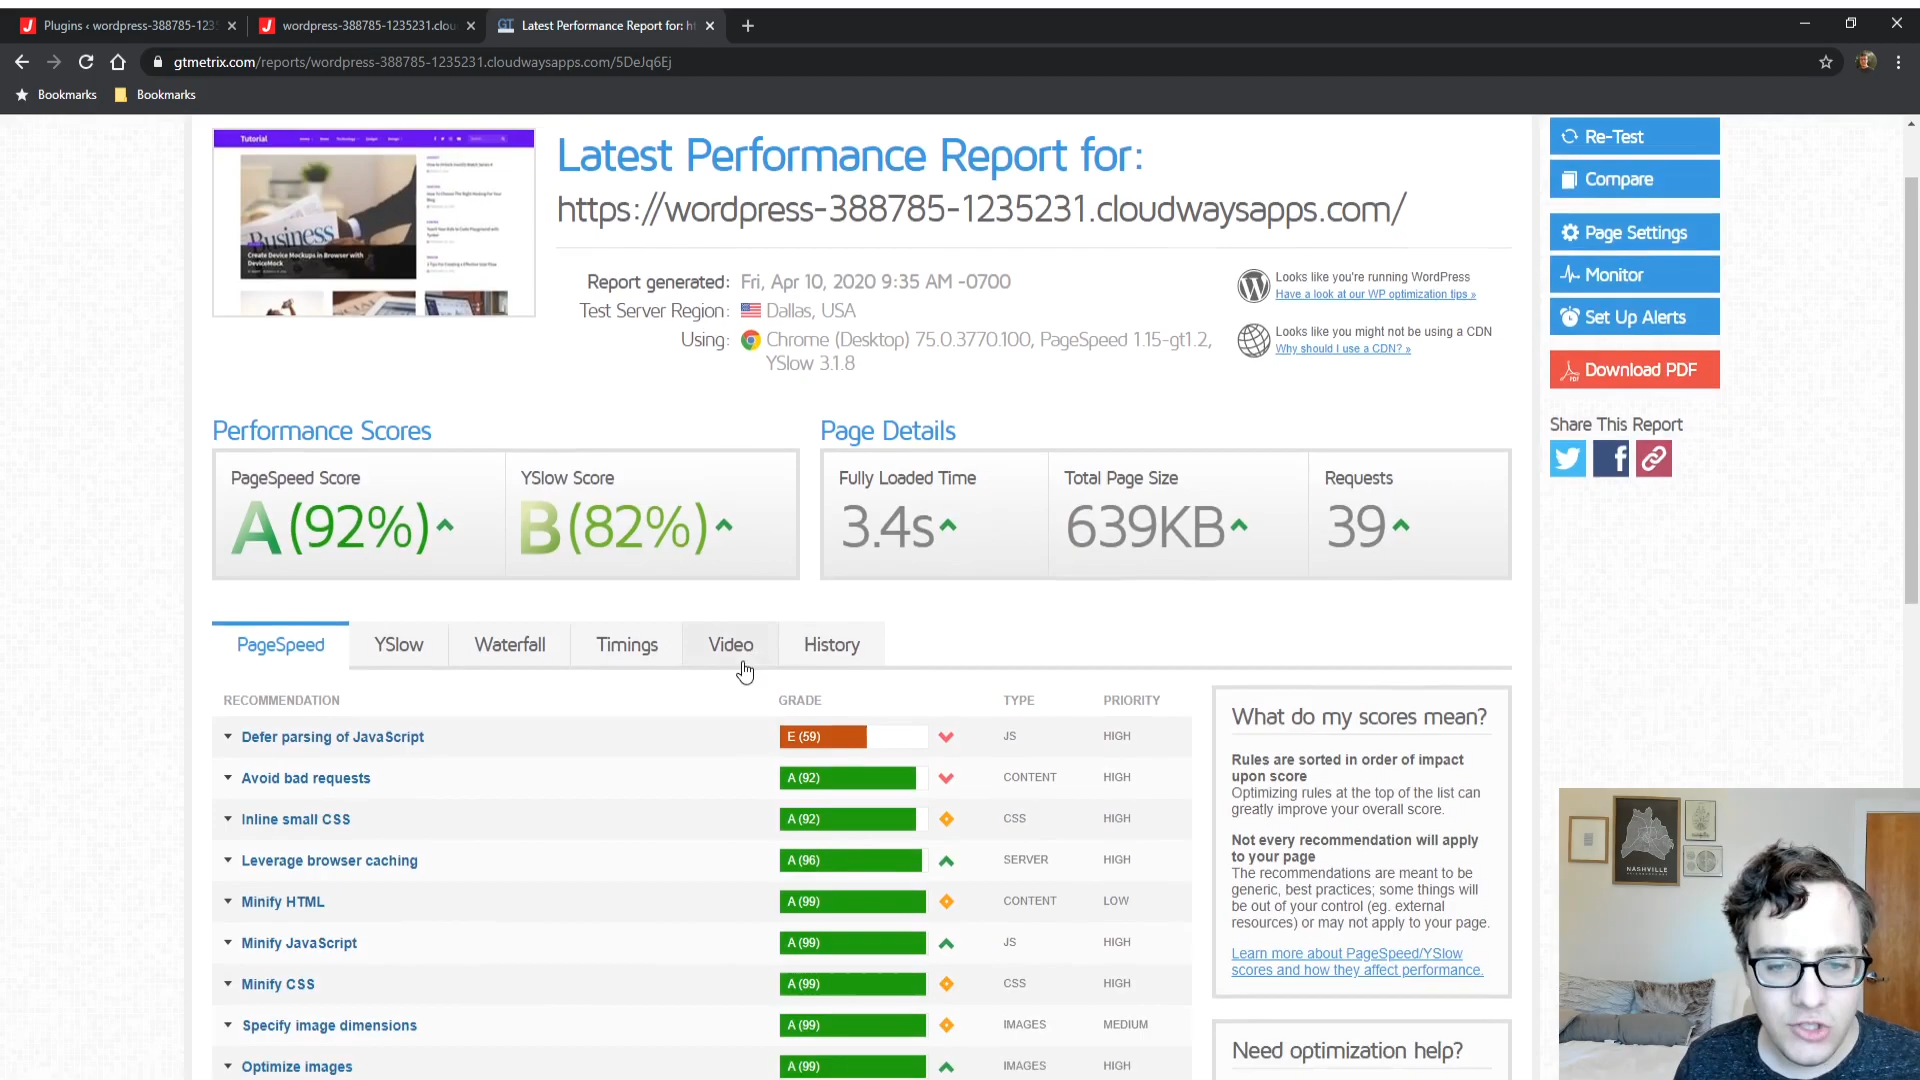 Plugins ‹ wordpress-388785-123
wordpress-388785-1235231.clou
Latest Performance Report for: h
gtmetrix.com/reports/wordpress-388785-1235231.cloudwaysapps.com/5DeJq6Ej
Bookmarks
Bookmarks
Tutorial
Business
Create Device Mockups in Browser with
DeviceMock
Latest Performance Report for:
https://wordpress-388785-1235231.cloudwaysapps.com/
Report generated: Fri, Apr 10, 2020 9:35 AM -0700
Test Server Region: Dallas, USA
Using: Chrome (Desktop) 75.0.3770.100, PageSpeed 1.15-gt1.2,
YSlow 3.1.8
Looks like you're running WordPress
Have a look at our WP optimization tips »
Looks like you might not be using a CDN
Why should I use a CDN? »
Re-Test
Compare
Page Settings
Monitor
Set Up Alerts
Download PDF
Share This Report
Performance Scores
PageSpeed Score
A (92%)
YSlow Score
B (82%)
Page Details
Fully Loaded Time
3.4s
Total Page Size
639KB
Requests
39
PageSpeed YSlow Waterfall Timings Video History
RECOMMENDATION GRADE TYPE PRIORITY
Defer parsing of JavaScript E (59) JS HIGH
Avoid bad requests A (92) CONTENT HIGH
Inline small CSS A (92) CSS HIGH
Leverage browser caching A (96) SERVER HIGH
Minify HTML A (99) CONTENT LOW
Minify JavaScript A (99) JS HIGH
Minify CSS A (99) CSS HIGH
Specify image dimensions A (99) IMAGES MEDIUM
Optimize images A (99) IMAGES HIGH
What do my scores mean?
Rules are sorted in order of impact
upon score
Optimizing rules at the top of the list can
greatly improve your overall score.
Not every recommendation will apply
to your page
The recommendations are meant to be
generic, best practices; some things will
be out of your control (eg. external
resources) or may not apply to your page.
Learn more about PageSpeed/YSlow
scores and how they affect performance.
Need optimization help?
NASHVILLE